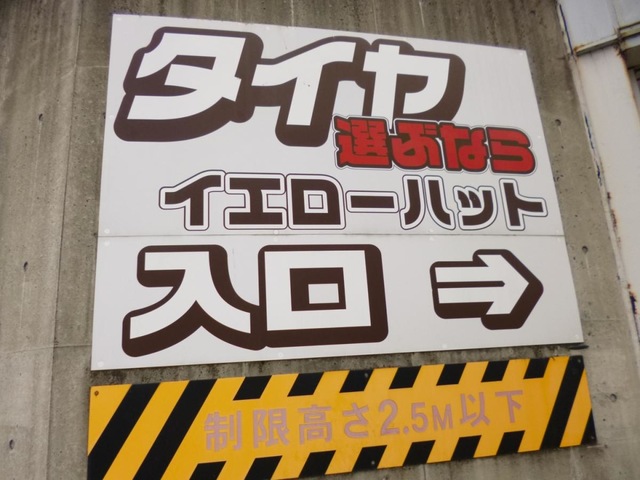 タイヤ
選ぶなら
イエローハット
入口 →
制限高さ2.5M以下